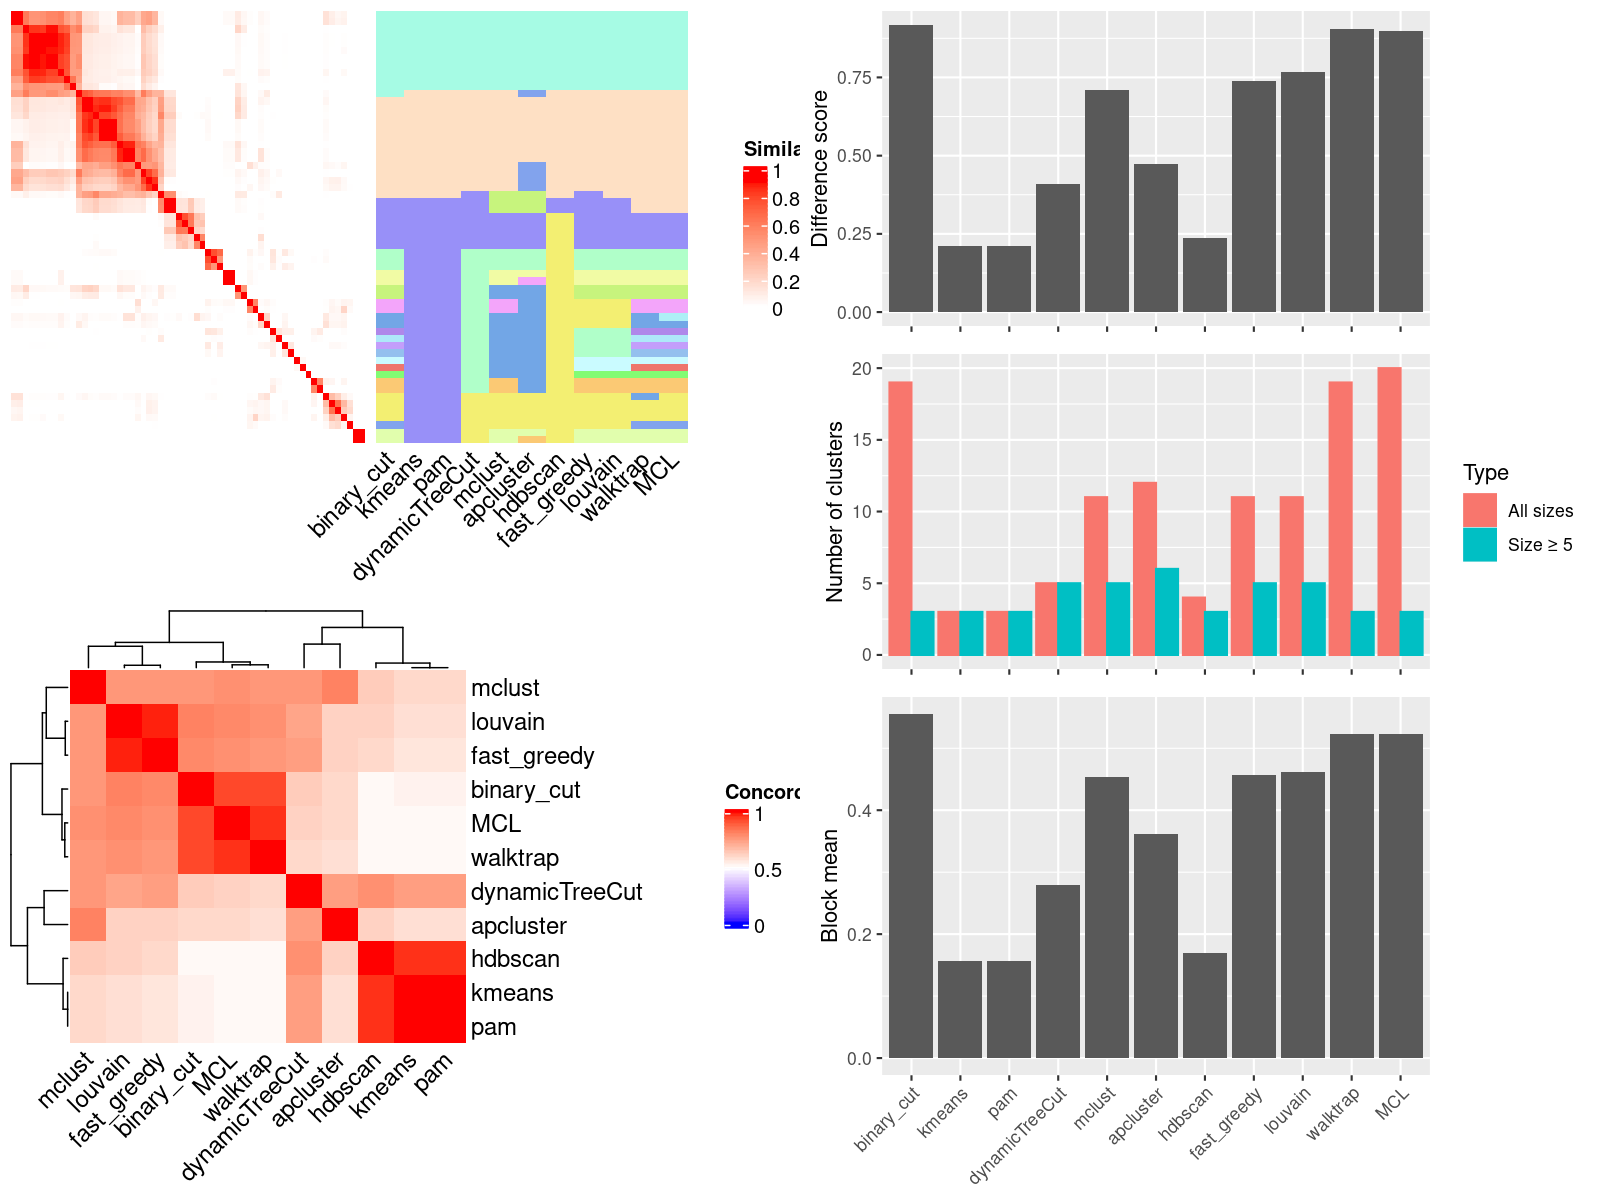 Simila
1
0.8
0.6
0.4
0.2
0
binary_cut
kmeans
pam
dynamicTreeCut
mclust
apcluster
hdbscan
fast_greedy
louvain
walktrap
MCL
mclust
louvain
fast_greedy
binary_cut
MCL
walktrap
dynamicTreeCut
apcluster
hdbscan
kmeans
pam
mclust
louvain
fast_greedy
binary_cut
MCL
walktrap
dynamicTreeCut
apcluster
hdbscan
kmeans
pam
Concord
1
0.5
0
Difference score
0.75
0.50
0.25
0.00
Number of clusters
20
15
10
5
0
Type
All sizes
Size ≥ 5
Block mean
0.4
0.2
0.0
binary_cut
kmeans
pam
dynamicTreeCut
mclust
apcluster
hdbscan
fast_greedy
louvain
walktrap
MCL